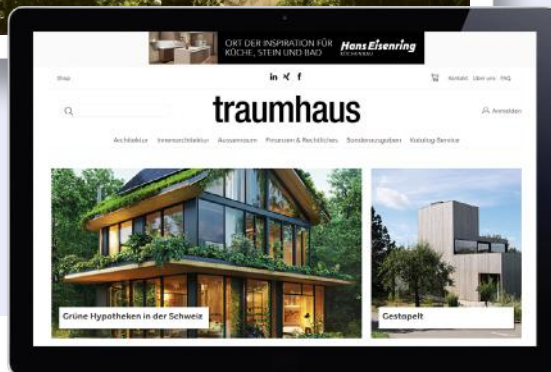 ORT DER INSPIRATION FÜR
KÜCHE, STEIN UND BAD
Hans Eisenring
KÜCHENBAU
Shop
Kontakt Über uns FAQ
traumhaus
Anmelden
Architektur Innenarchitektur Aussenraum Finanzen & Rechtliches Sonderausgaben Katalog-Service
Grüne Hypotheken in der Schweiz
Gestapelt